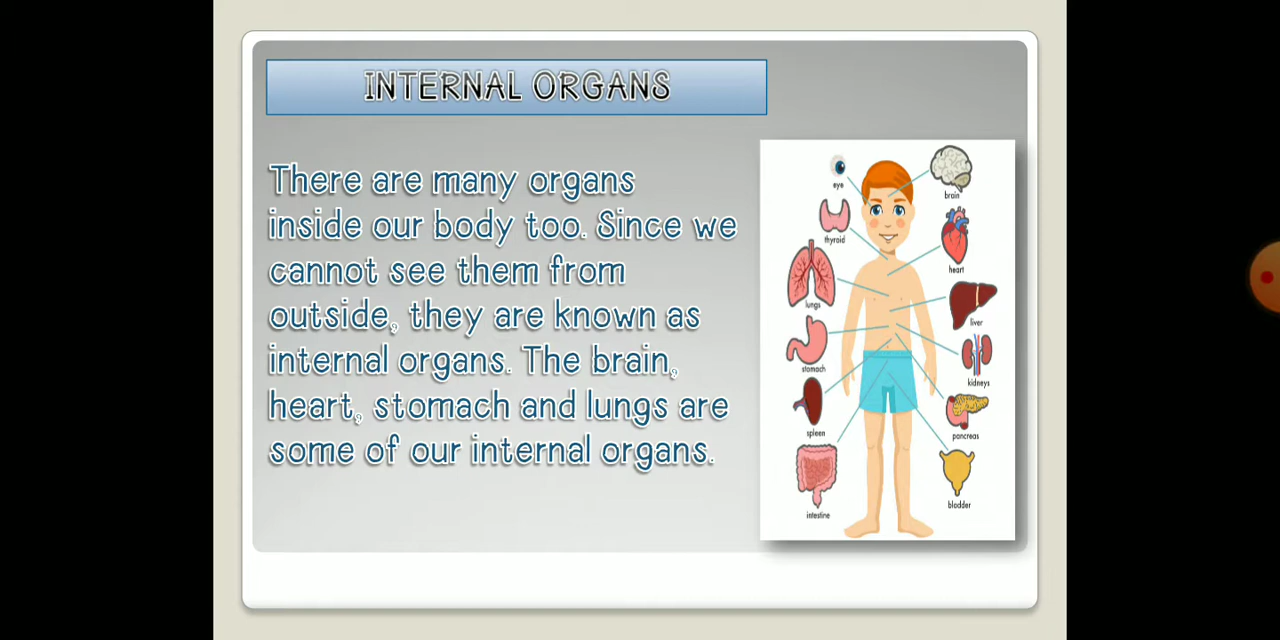 INTERNAL ORGANS
There are many organs
inside our body too. Since we
cannot see them from
outside, they are known as
internal organs. The brain,
heart, stomach and lungs are
some of our internal organs.
eye
brain
thyroid
heart
lungs
liver
stomach
kidneys
spleen
pancreas
intestine
bladder